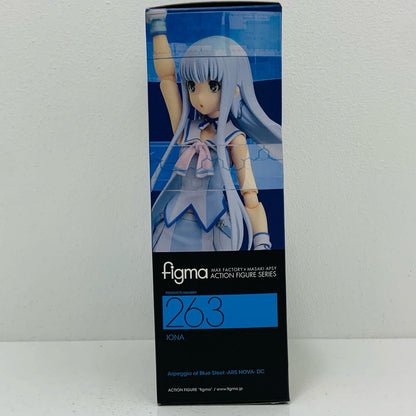 figma
MAX FACTORY × MASAKI APSY
ACTION FIGURE SERIES
PRODUCTS NUMBER
263
IONA
Arpeggio of Blue Steel -ARS NOVA- DC
ACTION FIGURE "figma" / www.figma.jp